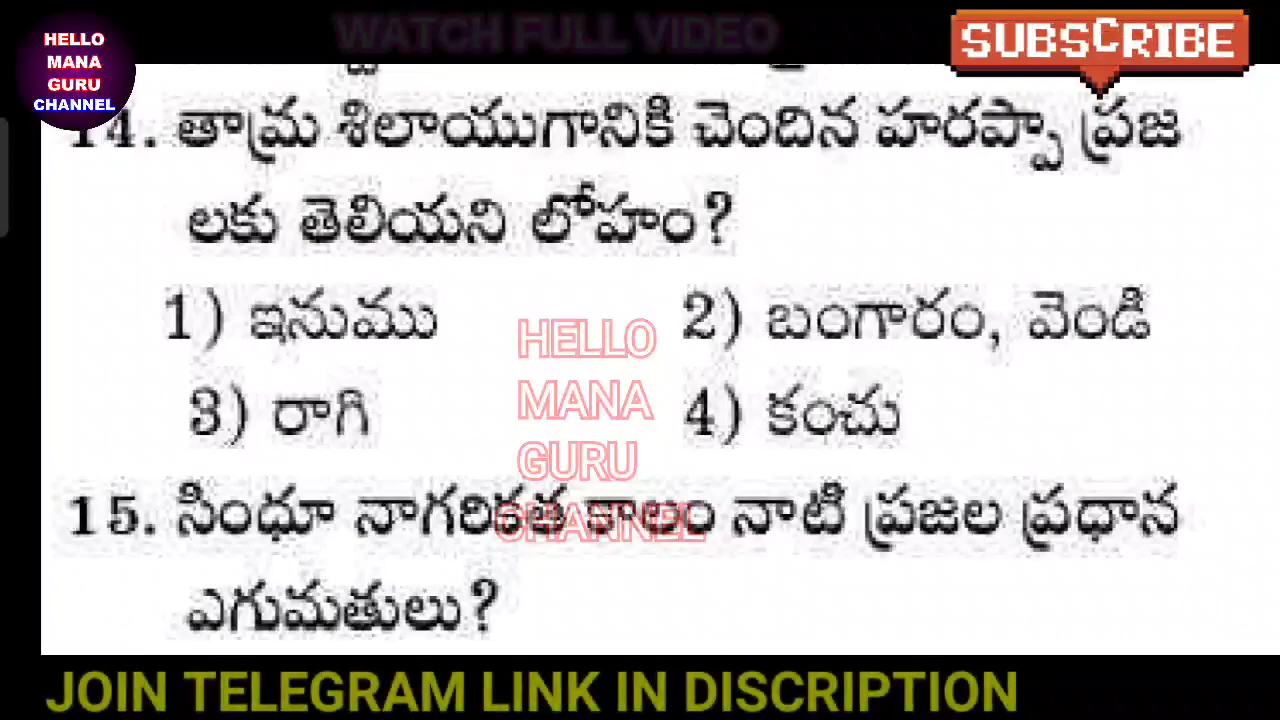 WATCH FULL VIDEO
SUBSCRIBE
HELLO
MANA
GURU
CHANNEL
14. తామ్ర శిలాయుగానికి చెందిన హరప్పా ప్రజ
లకు తెలియని లోహం?
1) ఇనుము 2) బంగారం, వెండి
3) రాగి 4) కంచు
HELLO
MANA
GURU
CHANNEL
15. సింధూ నాగరికత కాలం నాటి ప్రజల ప్రధాన
ఎగుమతులు?
JOIN TELEGRAM LINK IN DISCRIPTION